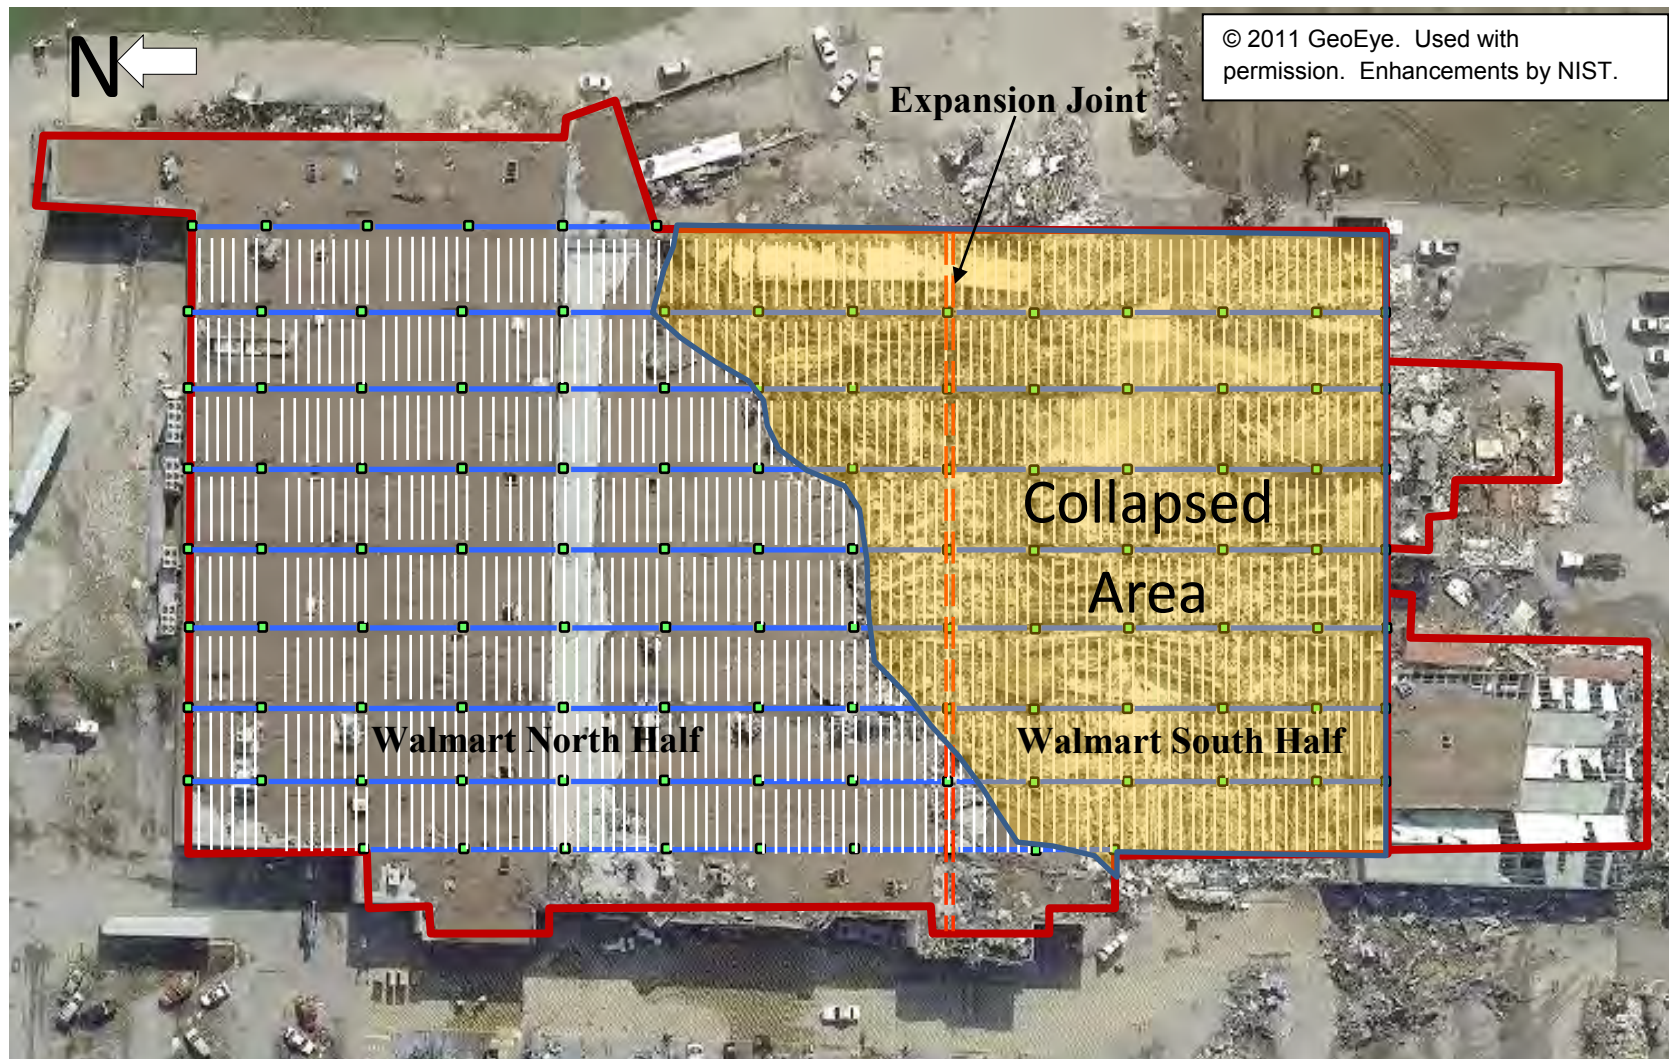 N
© 2011 GeoEye. Used with
permission. Enhancements by NIST.
Expansion Joint
Collapsed
Area
Walmart North Half
Walmart South Half